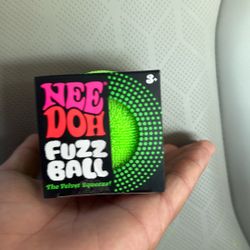 NEE
DOH
FUZZ
BALL
The Velvet Squeeze!
3+